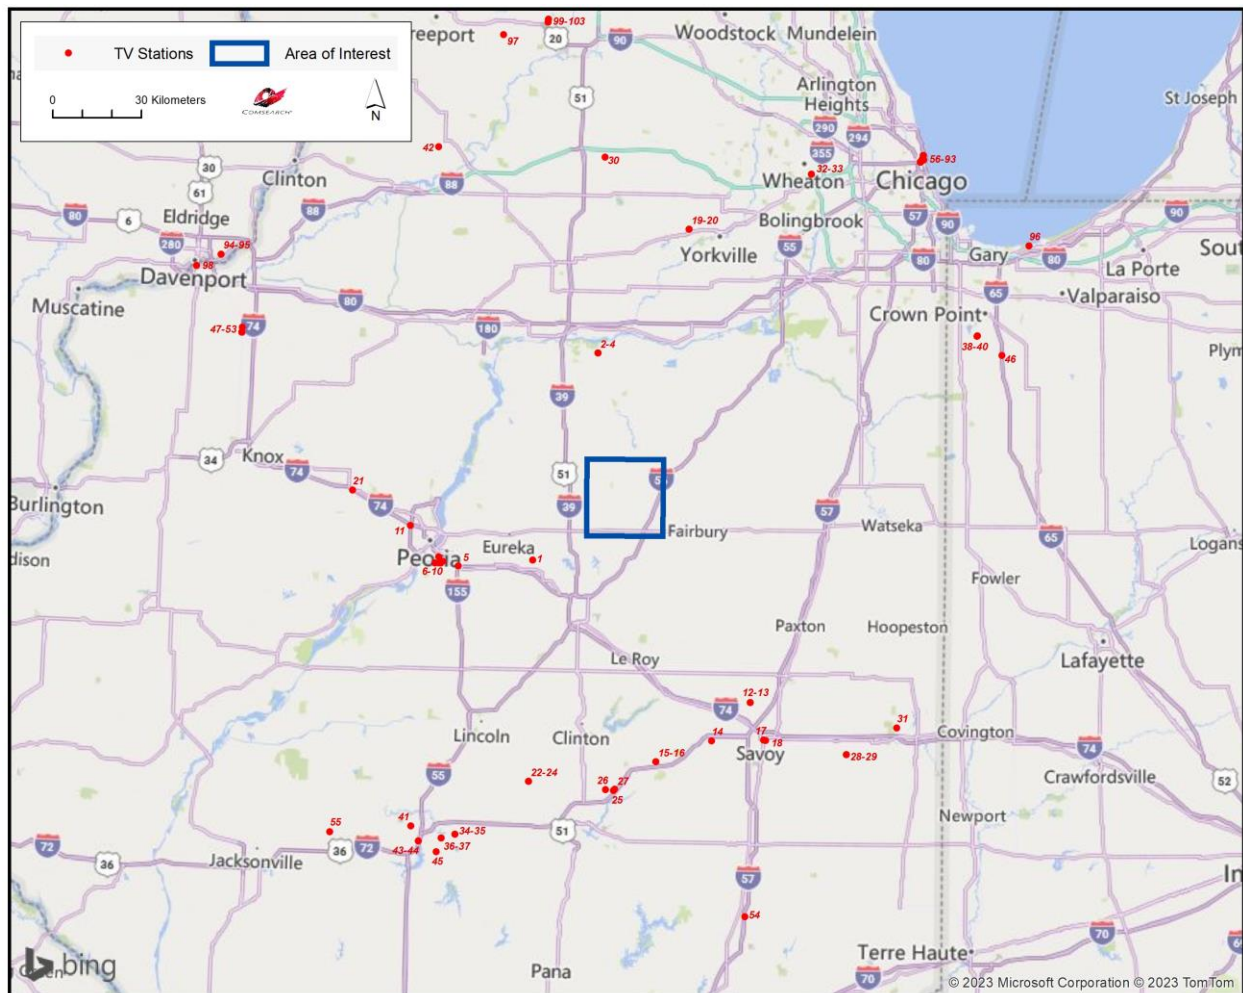 TV Stations
Area of Interest
0
30 Kilometers
COMSEARCH
N
reeport
99-103
20
97
90
Woodstock
Mundelein
51
Arlington
Heights
290
294
St Joseph
42
30
30
355
56-93
32-33
Wheaton
Chicago
61
Clinton
88
80
6
Eldridge
88
Bolingbrook
57
90
90
19-20
280
94-95
98
Yorkville
55
96
Gary
80
80
La Porte
Sout
Davenport
80
65
Valparaiso
Muscatine
Crown Point
47-53
74
180
38-40
46
Plym
2-4
39
Knox
34
74
51
55
21
74
39
57
Burlington
11
Watseka
65
Fairbury
Logans
dison
Peoria
Eureka
1
5
6-10
155
Fowler
Paxton
Hoopeston
Le Roy
Lafayette
12-13
74
31
Lincoln
Clinton
14
17
18
Savoy
28-29
Covington
74
15-16
55
22-24
26
27
25
Crawfordsville
52
41
55
51
34-35
Newport
72
36
Jacksonville
36
72
43-44
36-37
45
57
In
54
70
Terre Haute
70
bing
Pana
© 2023 Microsoft Corporation © 2023 TomTom